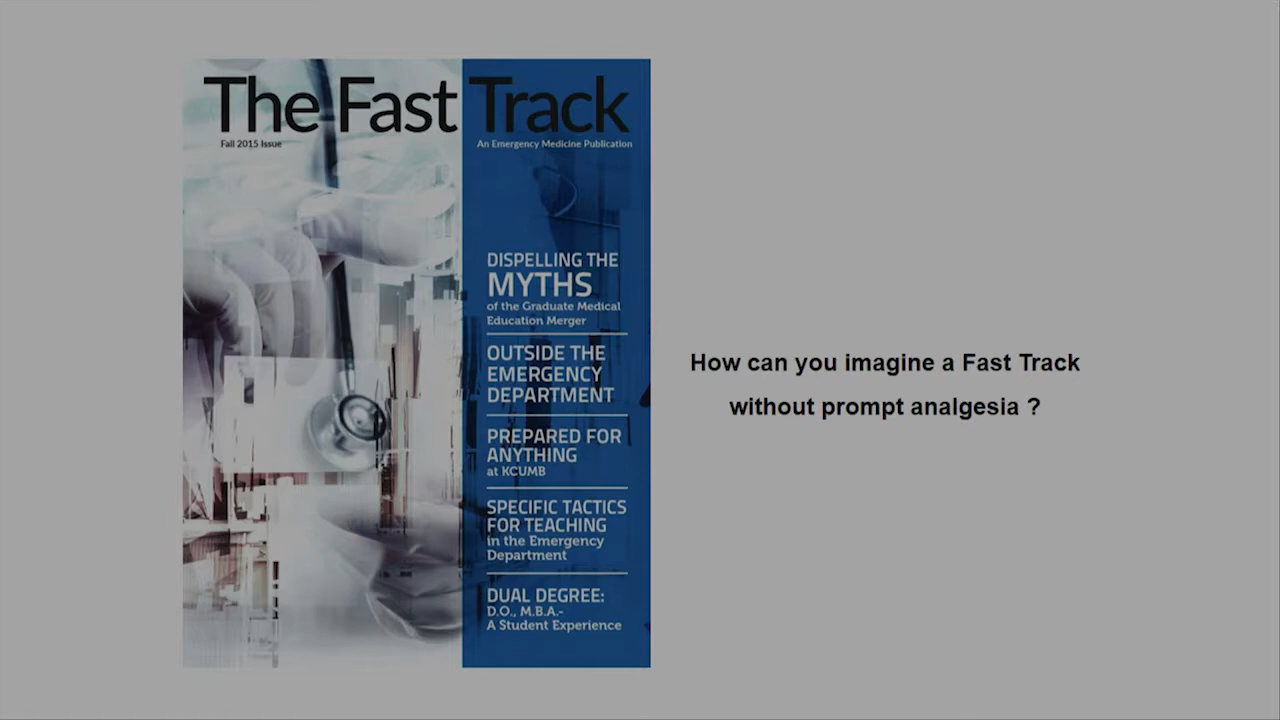 The Fast Track
Fall 2015 Issue
An Emergency Medicine Publication
DISPELLING THE
MYTHS
of the Graduate Medical
Education Merger
OUTSIDE THE
EMERGENCY
DEPARTMENT
PREPARED FOR
ANYTHING
at KCUMB
SPECIFIC TACTICS
FOR TEACHING
in the Emergency
Department
DUAL DEGREE:
D.O., M.B.A.-
A Student Experience
How can you imagine a Fast Track
without prompt analgesia ?